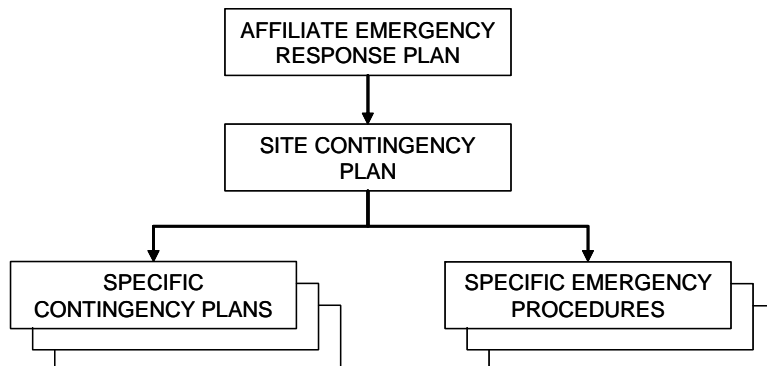 AFFILIATE EMERGENCY
RESPONSE PLAN
SITE CONTINGENCY
PLAN
SPECIFIC
CONTINGENCY PLANS
SPECIFIC EMERGENCY
PROCEDURES